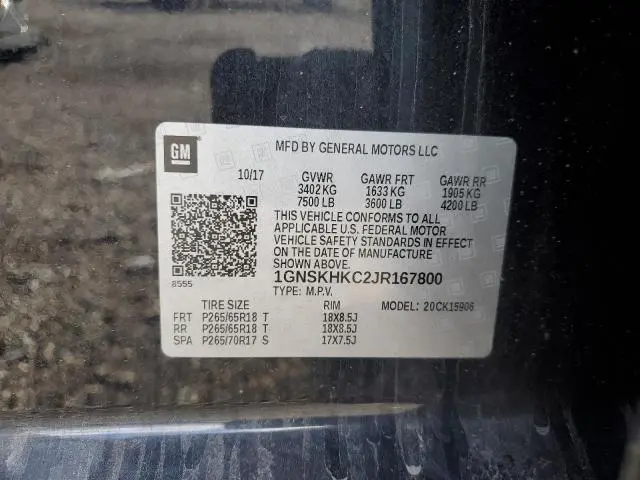 GM
MFD BY GENERAL MOTORS LLC
10/17 GVWR GAWR FRT GAWR RR
3402 KG 1633 KG 1905 KG
7500 LB 3600 LB 4200 LB
THIS VEHICLE CONFORMS TO ALL
APPLICABLE U.S. FEDERAL MOTOR
VEHICLE SAFETY STANDARDS IN EFFECT
ON THE DATE OF MANUFACTURE
SHOWN ABOVE.
1GNSKHKC2JR167800
8555
TYPE: M.P.V.
TIRE SIZE RIM MODEL: 20CK15906
FRT P265/65R18 T 18X8.5J
RR P265/65R18 T 18X8.5J
SPA P265/70R17 S 17X7.5J